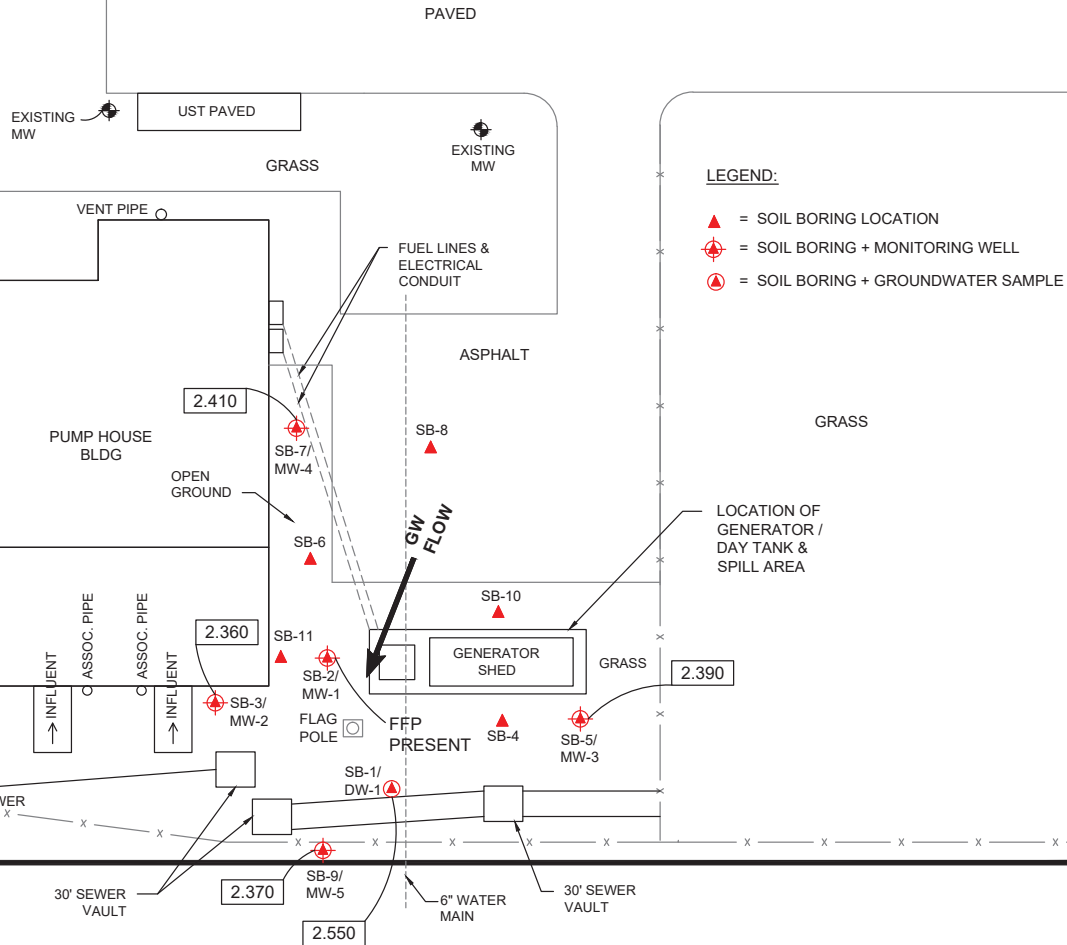 PAVED
EXISTING
MW
UST PAVED
EXISTING
MW
GRASS
LEGEND:
= SOIL BORING LOCATION
= SOIL BORING + MONITORING WELL
= SOIL BORING + GROUNDWATER SAMPLE
VENT PIPE
FUEL LINES &
ELECTRICAL
CONDUIT
ASPHALT
2.410
GRASS
PUMP HOUSE
BLDG
SB-8
SB-7/
MW-4
OPEN
GROUND
GW
FLOW
LOCATION OF
GENERATOR /
DAY TANK &
SPILL AREA
SB-6
SB-10
ASSOC. PIPE
ASSOC. PIPE
2.360
SB-11
GENERATOR
SHED
GRASS
2.390
INFLUENT
INFLUENT
SB-2/
MW-1
SB-3/
MW-2
FLAG
POLE
FFP
PRESENT
SB-4
SB-5/
MW-3
SB-1/
DW-1
WER
SB-9/
MW-5
30' SEWER
VAULT
2.370
6" WATER
MAIN
30' SEWER
VAULT
2.550